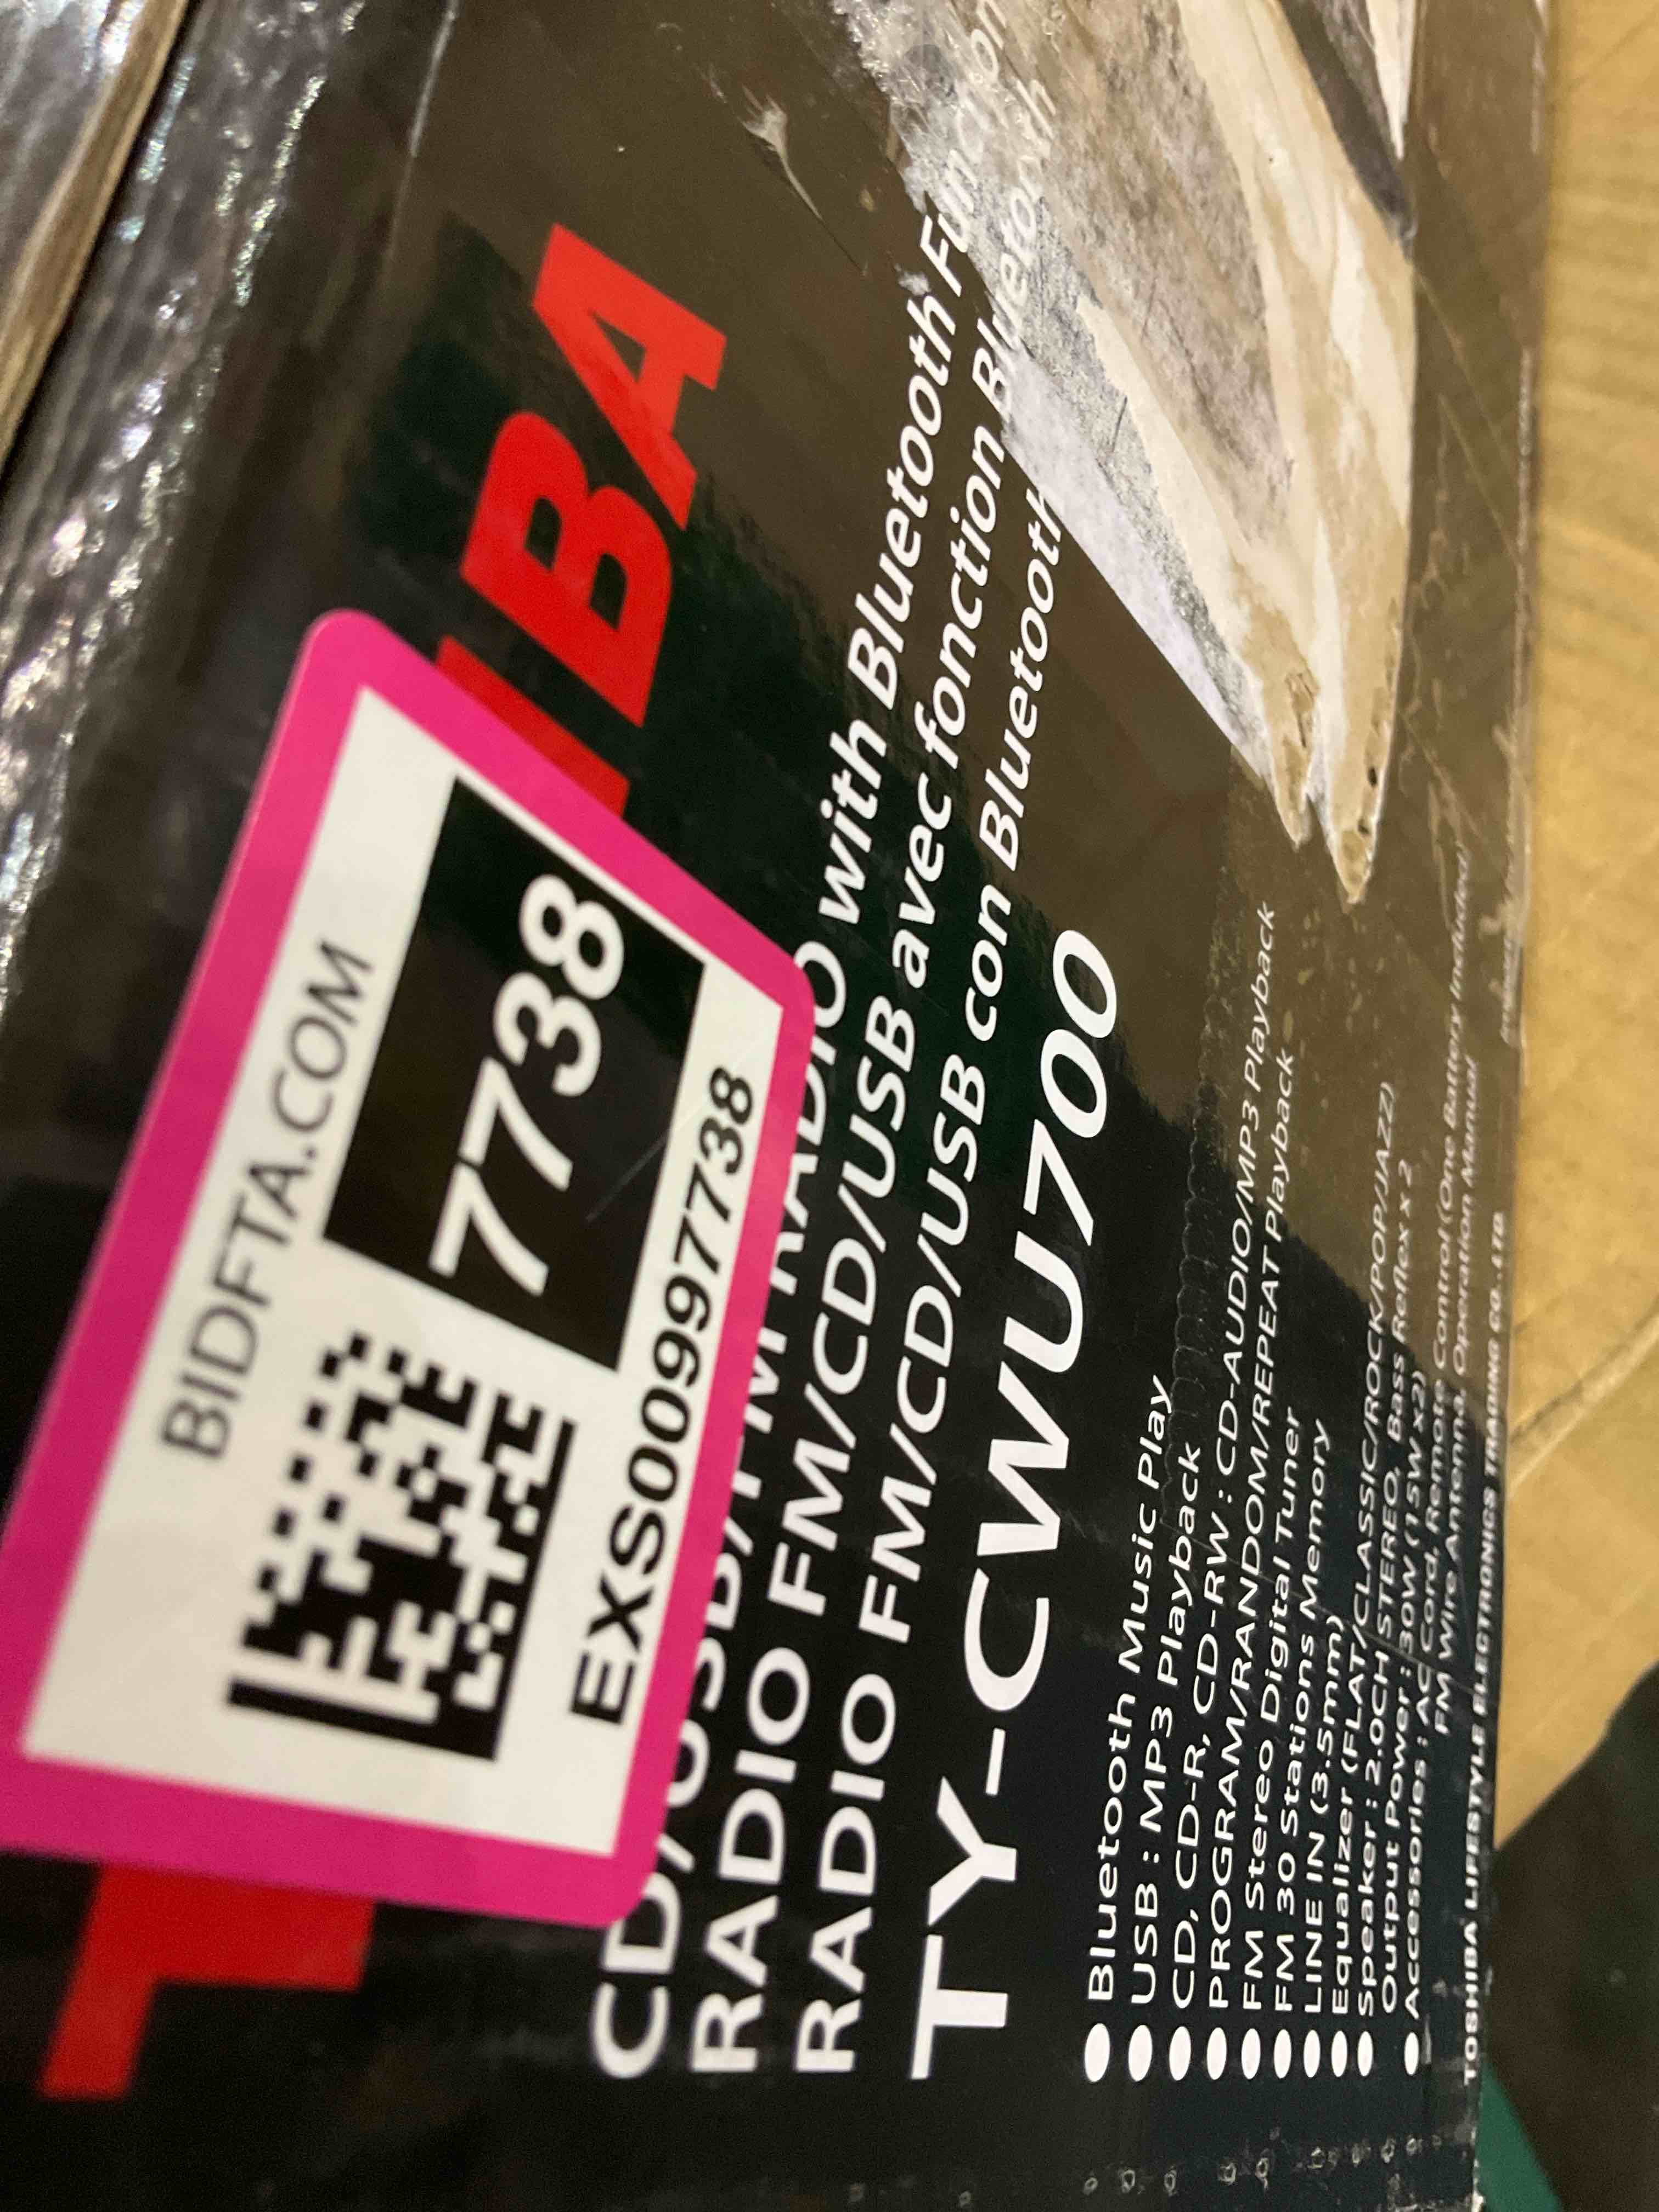 BIDFTA.COM
7738
EXS00997738
T IBA
CD/USB/FM RADIO with Bluetooth Function
RADIO FM/CD/USB avec fonction Bluetooth
RADIO FM/CD/USB con Bluetooth
TY-CWU700
● Bluetooth Music Play
● USB : MP3 Playback
● CD, CD-R, CD-RW : CD-AUDIO/MP3 Playback
● PROGRAM/RANDOM/REPEAT Playback
● FM Stereo Digital Tuner
● FM 30 Stations Memory
● LINE IN (3.5mm)
● Equalizer (FLAT/CLASSIC/ROCK/POP/JAZZ)
● Speaker : 2.0CH STEREO, Bass Reflex x 2
Output Power : 30W (15W x2)
● Accessories : AC Cord, Remote Control (One Battery Included)
FM Wire Antenna, Operation Manual
TOSHIBA LIFESTYLE ELECTRONICS TRADING CO., LTD.